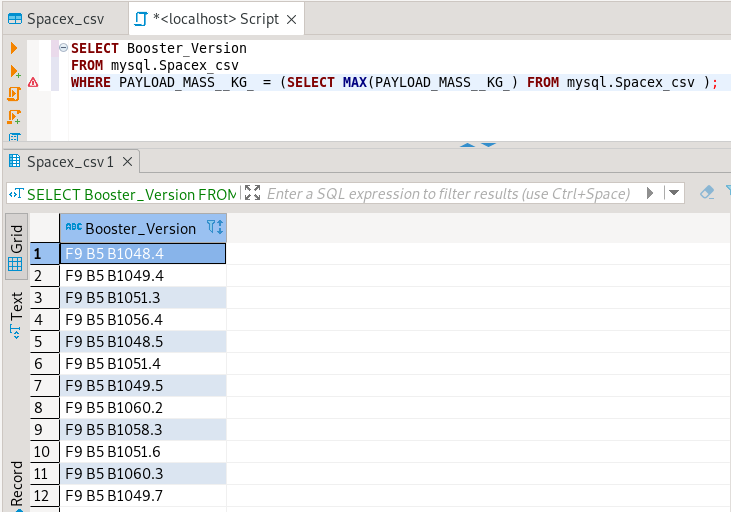 Spacex_csv
*<localhost> Script
SELECT Booster_Version
FROM mysql.Spacex_csv
WHERE PAYLOAD_MASS__KG_ = (SELECT MAX(PAYLOAD_MASS__KG_) FROM mysql.Spacex_csv );
Spacex_csv 1
SELECT Booster_Version FROM
Enter a SQL expression to filter results (use Ctrl+Space)
Grid
Text
Record
ABC Booster_Version
1 F9 B5 B1048.4
2 F9 B5 B1049.4
3 F9 B5 B1051.3
4 F9 B5 B1056.4
5 F9 B5 B1048.5
6 F9 B5 B1051.4
7 F9 B5 B1049.5
8 F9 B5 B1060.2
9 F9 B5 B1058.3
10 F9 B5 B1051.6
11 F9 B5 B1060.3
12 F9 B5 B1049.7